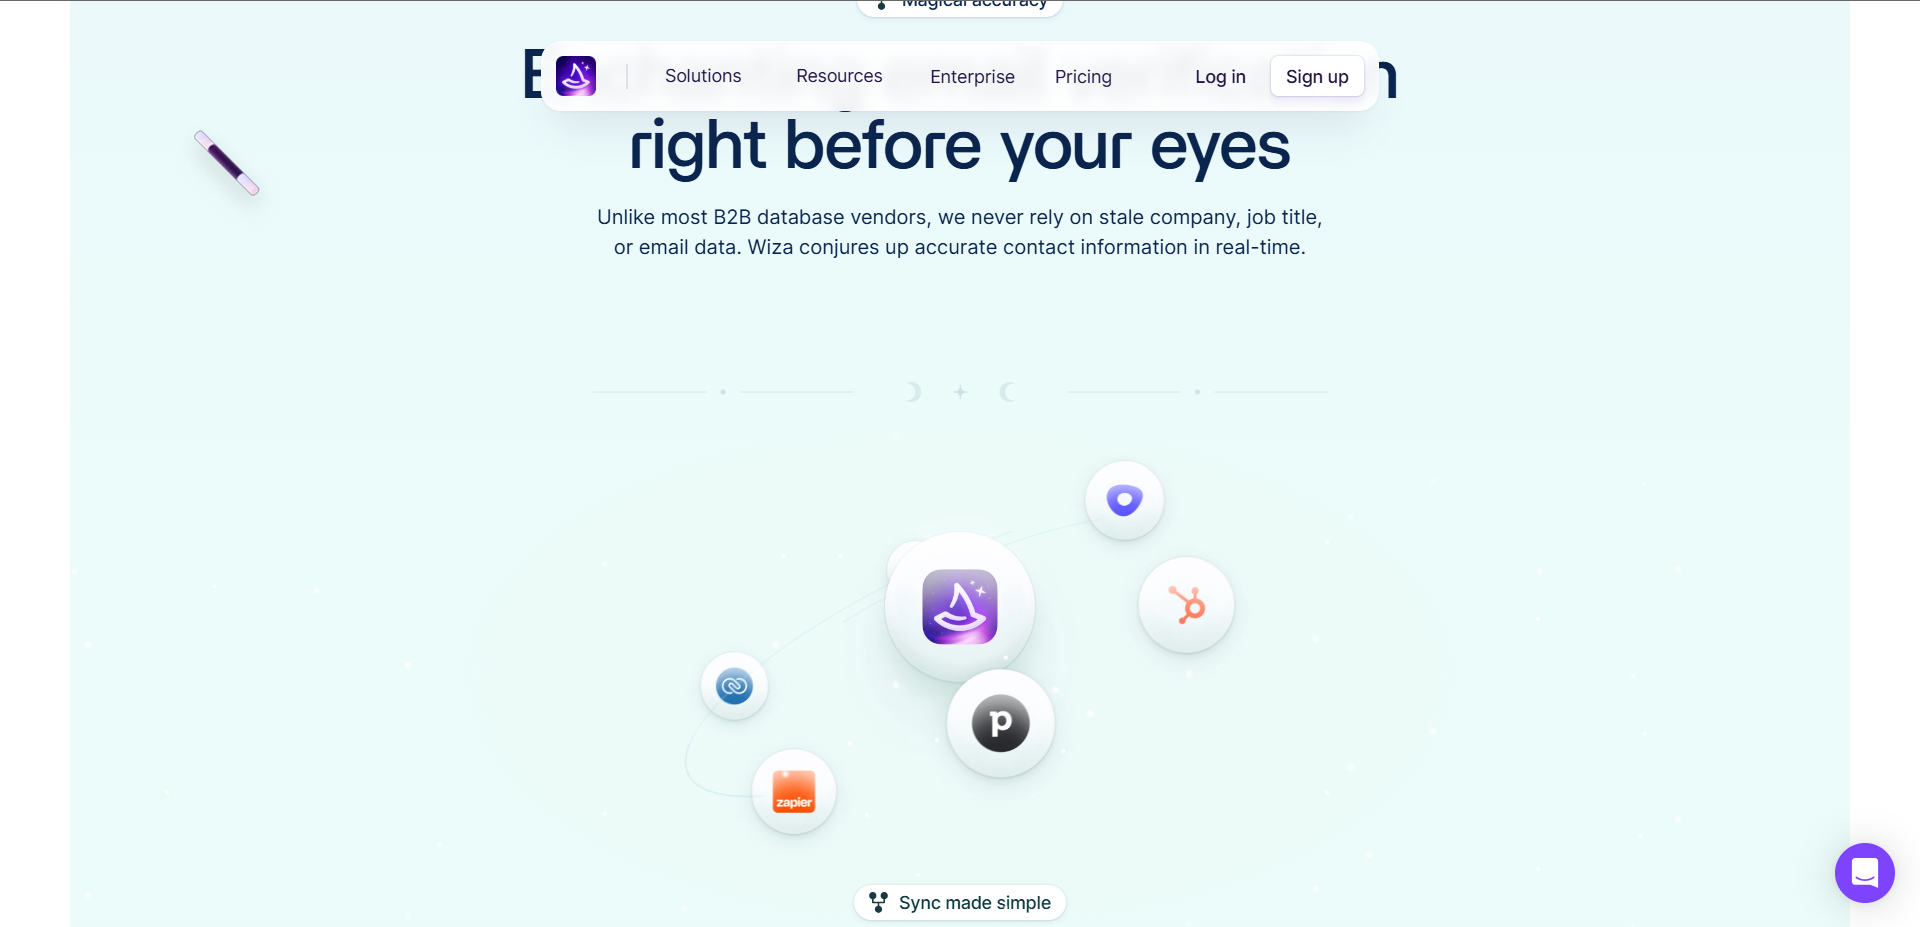 Magical accuracy
Solutions
Resources
Enterprise
Pricing
Log in
Sign up
right before your eyes
Unlike most B2B database vendors, we never rely on stale company, job title,
or email data. Wiza conjures up accurate contact information in real-time.
p
zapier
Sync made simple